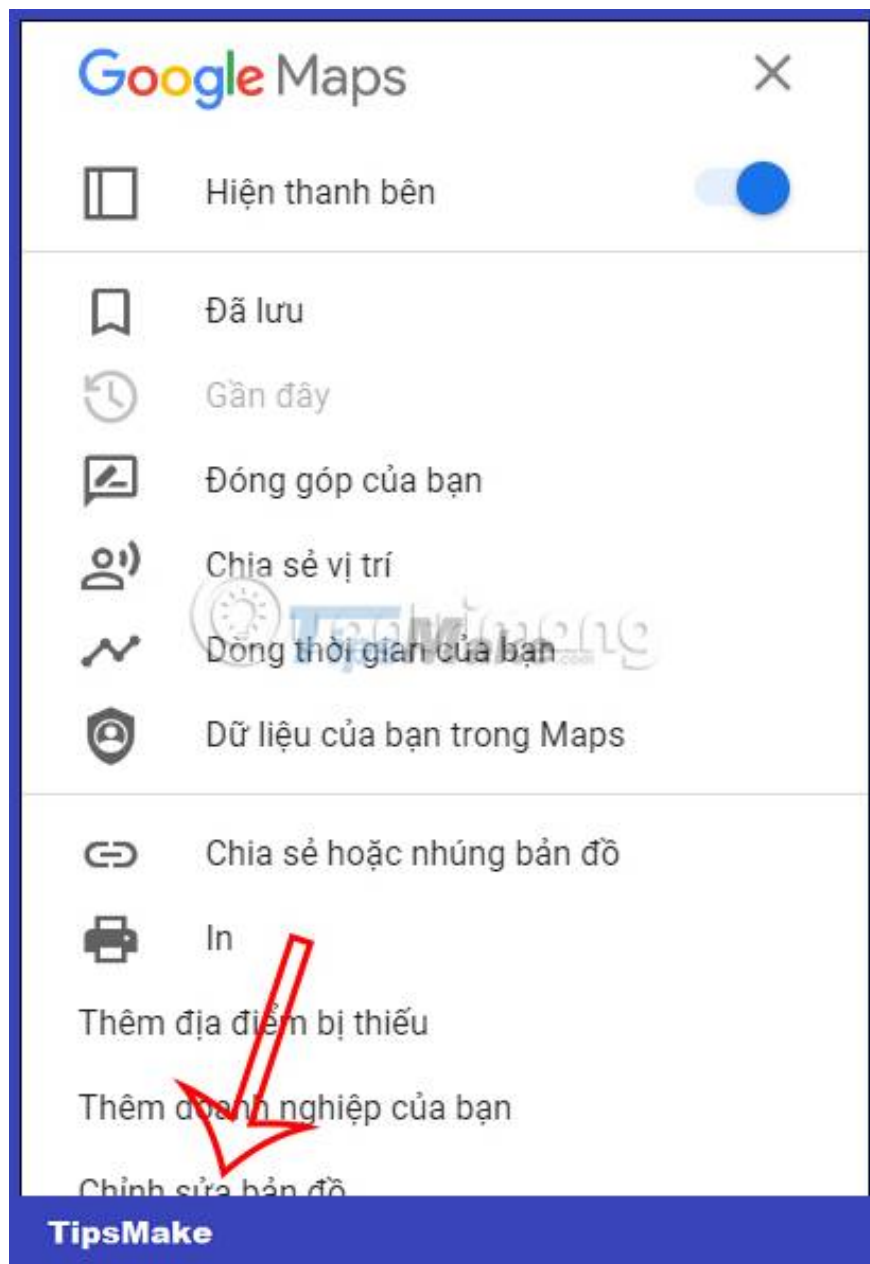 Google Maps
Hiện thanh bên
Đã lưu
Gần đây
Đóng góp của bạn
Chia sẻ vị trí
Dòng thời gian của bạn
Dữ liệu của bạn trong Maps
Chia sẻ hoặc nhúng bản đồ
In
Thêm địa điểm bị thiếu
Thêm doanh nghiệp của bạn
Chỉnh sửa bản đồ
TipsMake